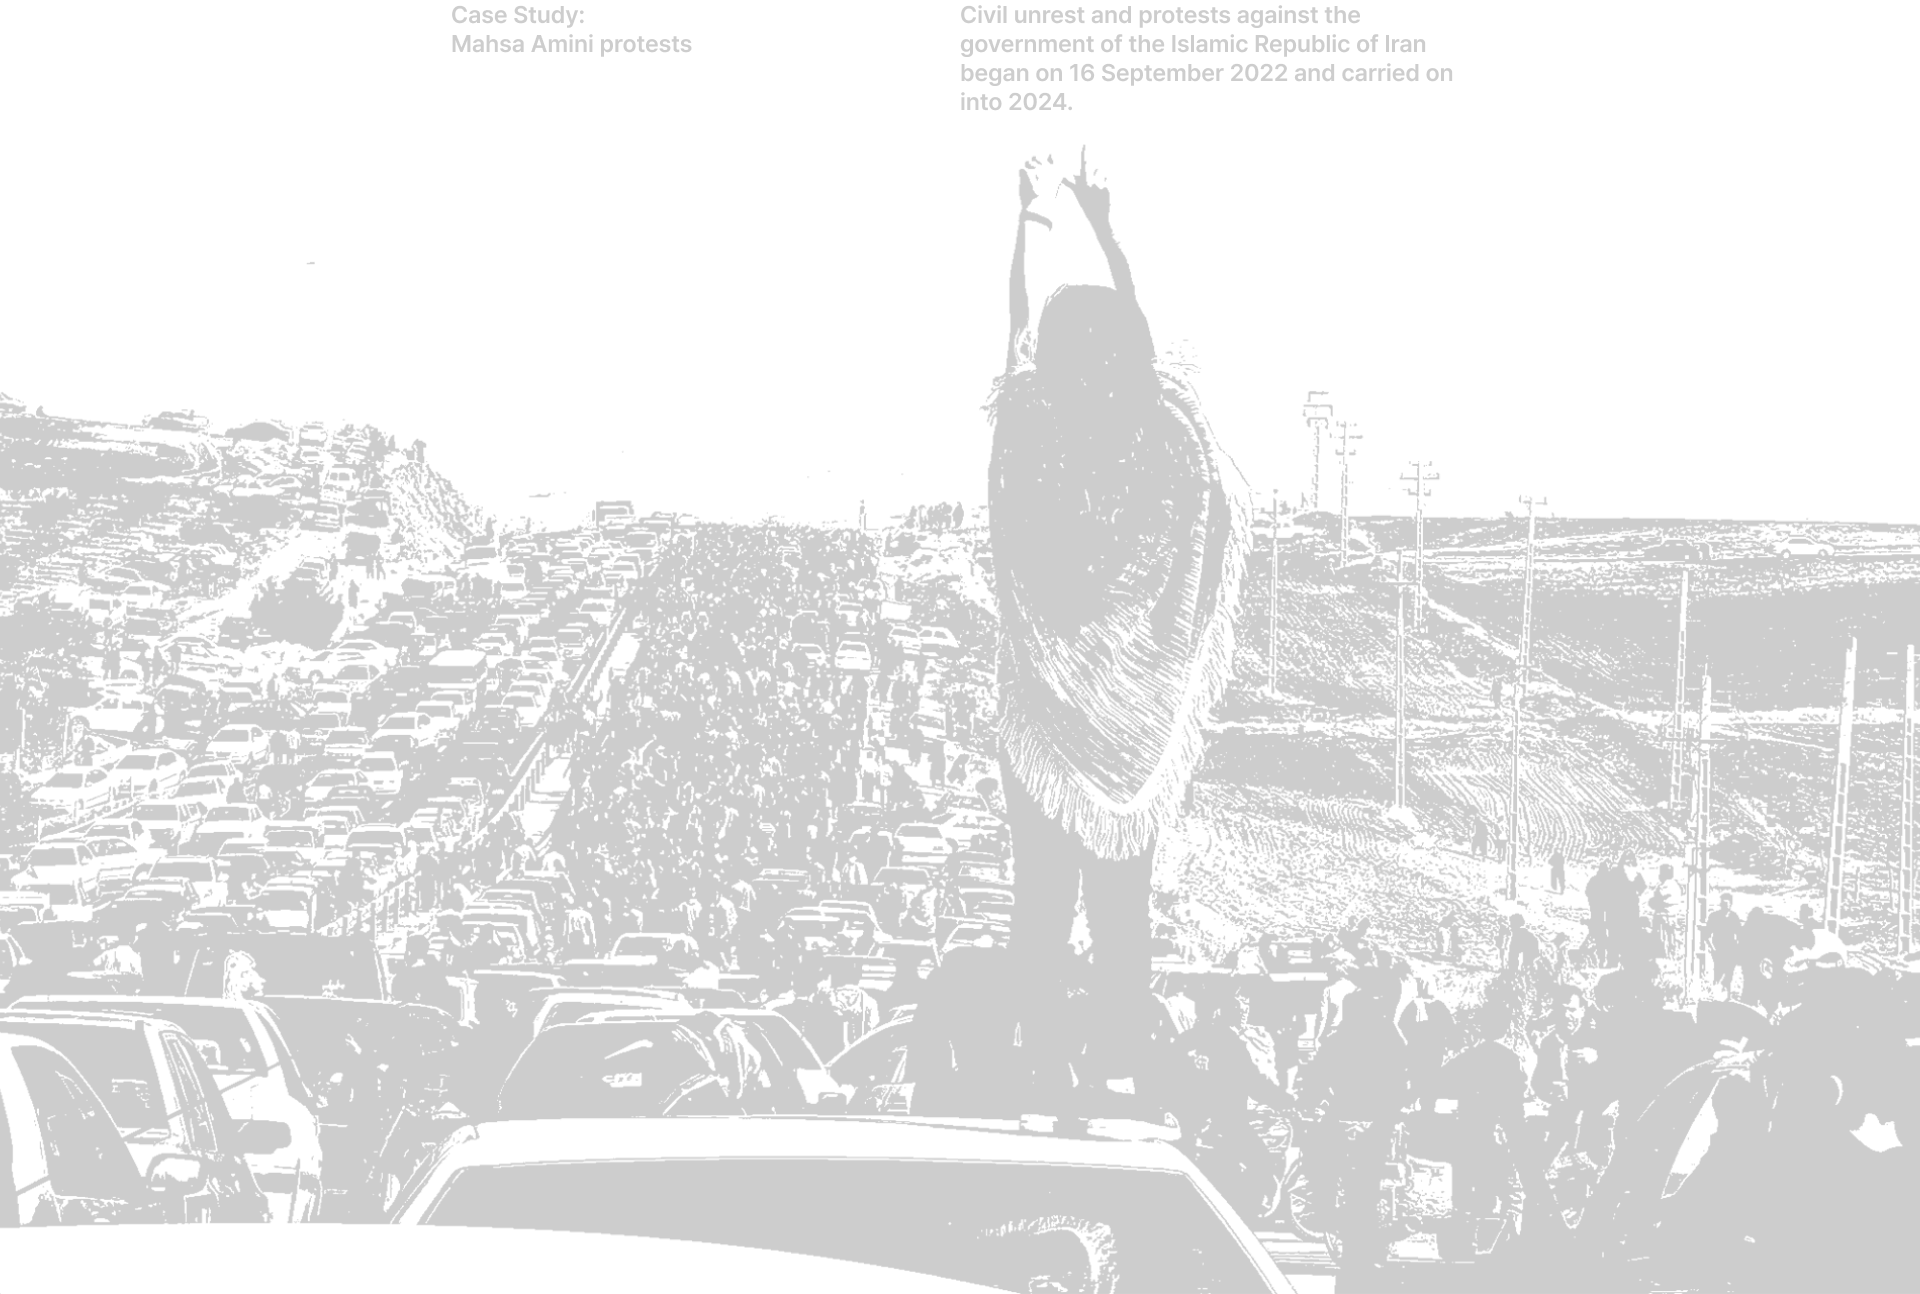 Case Study:
Mahsa Amini protests
Civil unrest and protests against the
government of the Islamic Republic of Iran
began on 16 September 2022 and carried on
into 2024.